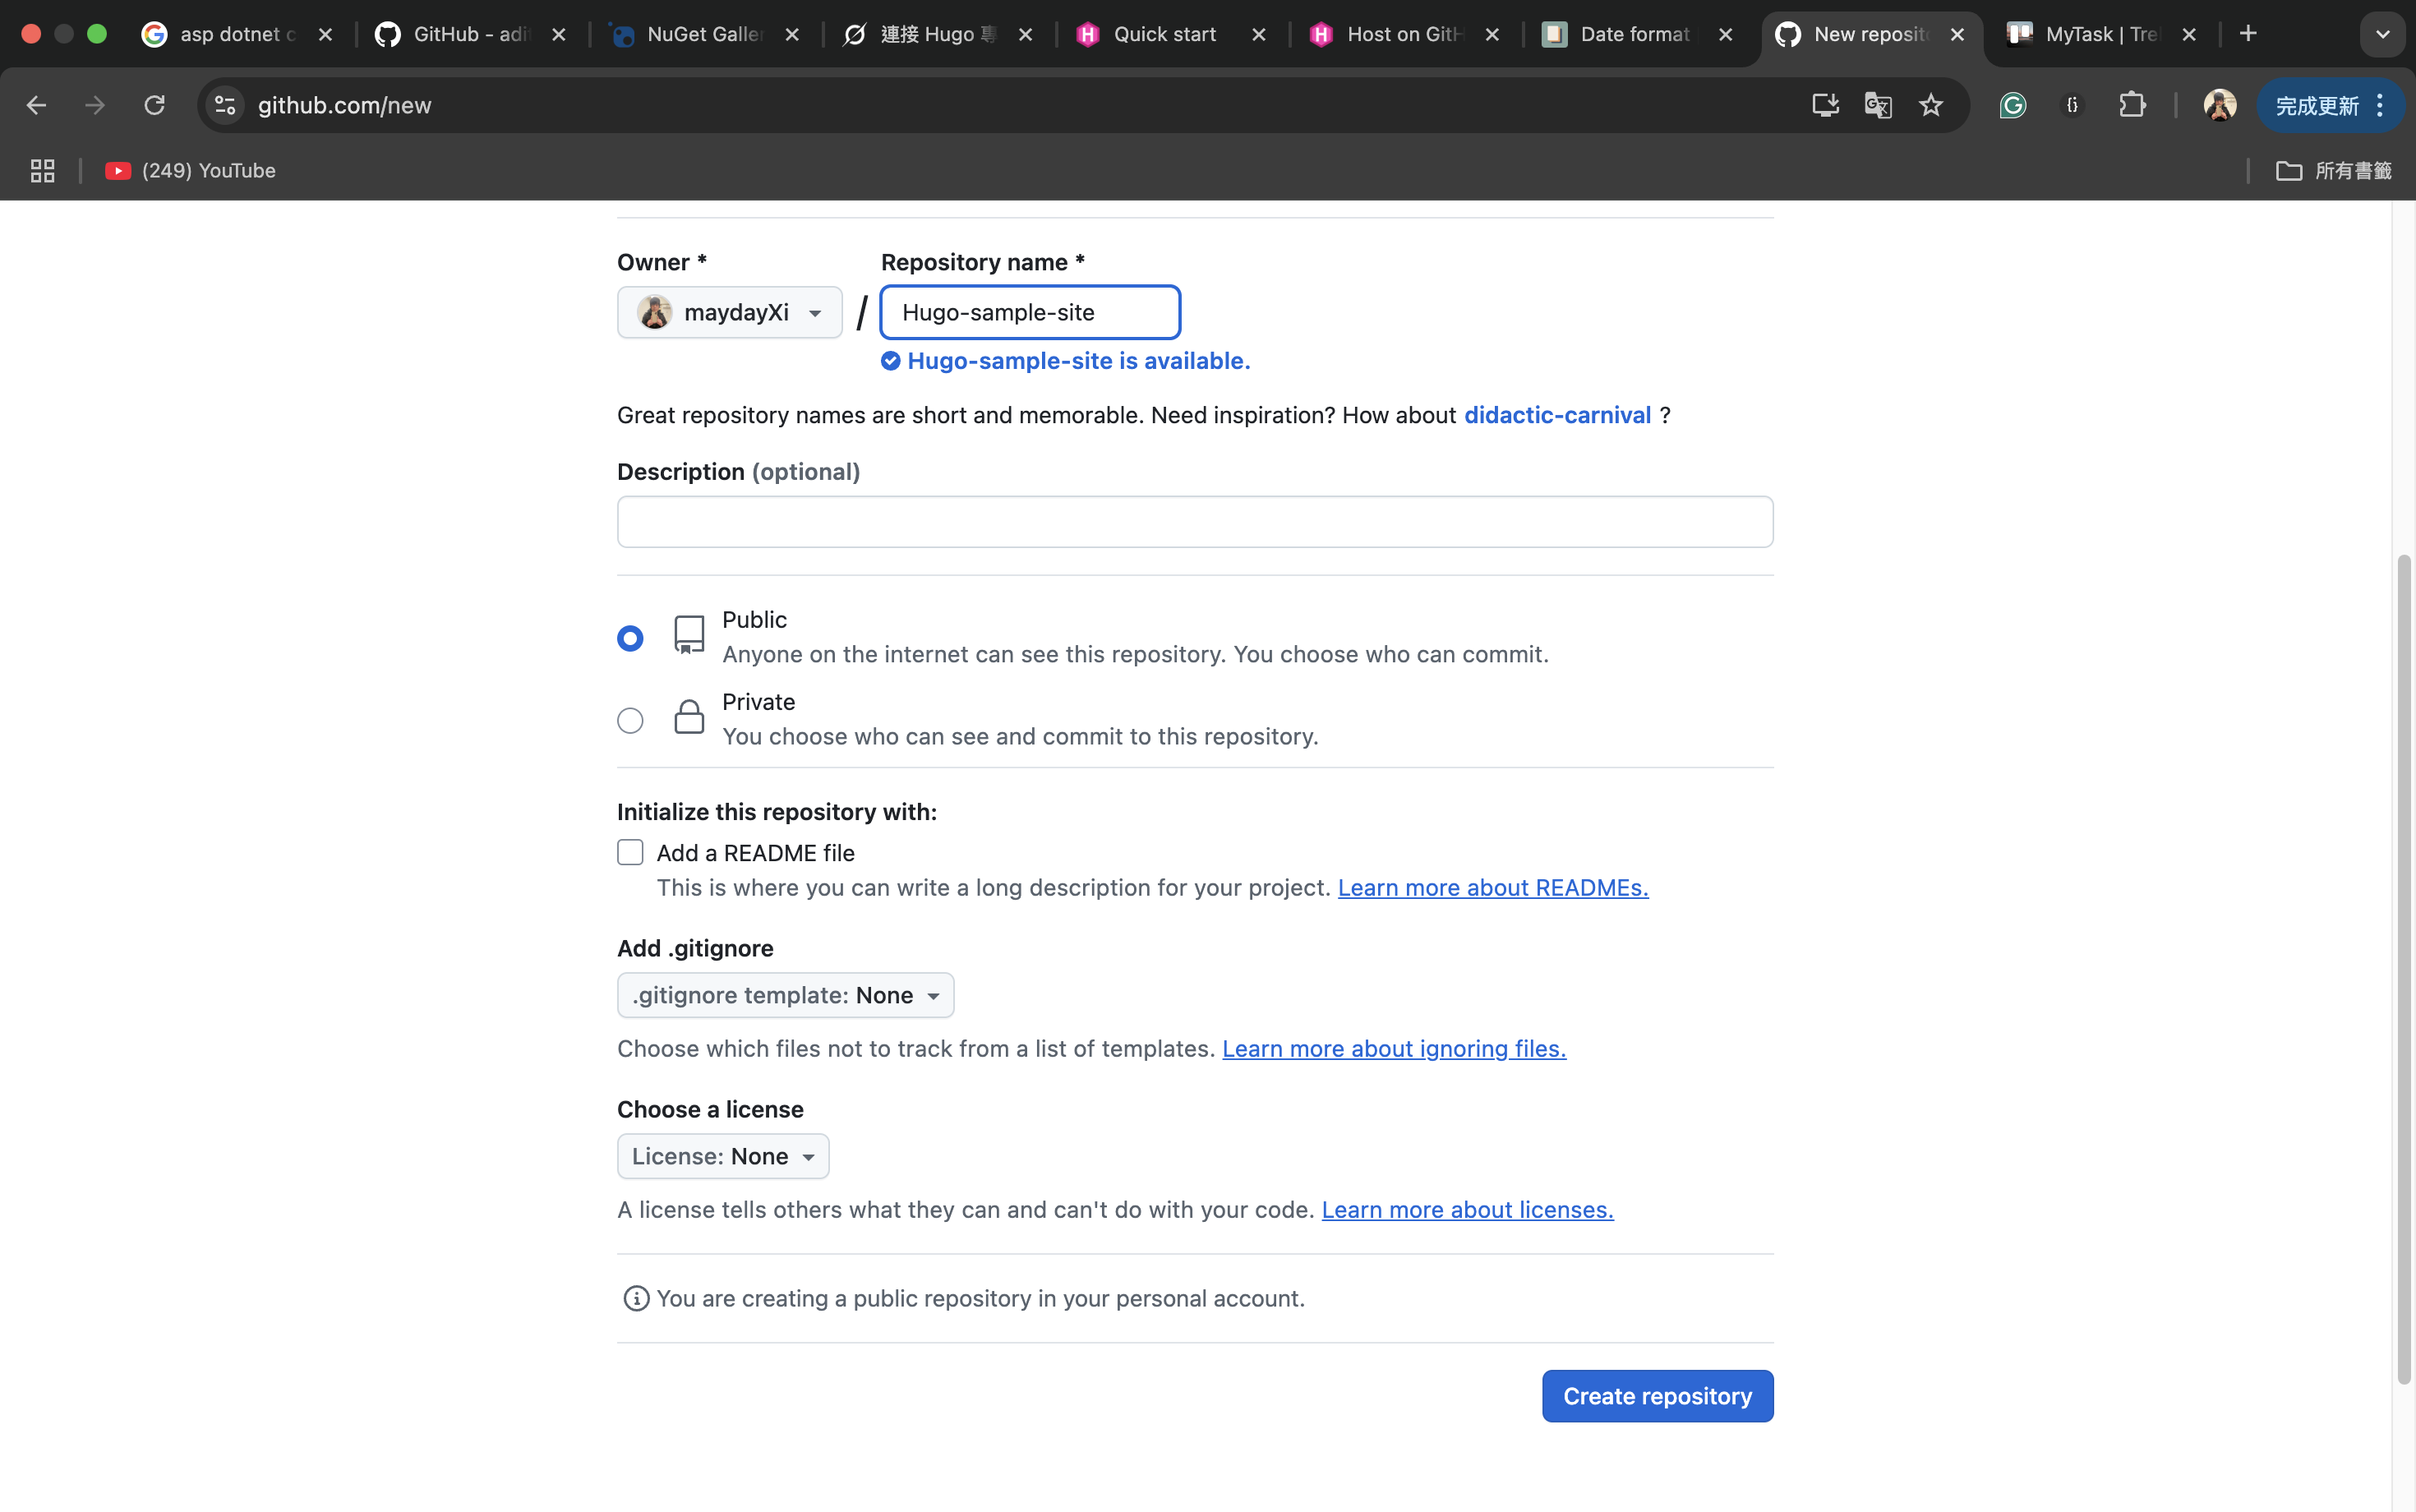 asp dotnet c
GitHub - adi
NuGet Galler
連接 Hugo 專
Quick start
Host on GitH
Date format
New reposit
MyTask | Tre
github.com/new
完成更新
(249) YouTube
所有書籤
Owner *
Repository name *
maydayXi
/
Hugo-sample-site
Hugo-sample-site is available.
Great repository names are short and memorable. Need inspiration? How about didactic-carnival ?
Description (optional)
Public
Anyone on the internet can see this repository. You choose who can commit.
Private
You choose who can see and commit to this repository.
Initialize this repository with:
Add a README file
This is where you can write a long description for your project. Learn more about READMEs.
Add .gitignore
.gitignore template: None
Choose which files not to track from a list of templates. Learn more about ignoring files.
Choose a license
License: None
A license tells others what they can and can't do with your code. Learn more about licenses.
You are creating a public repository in your personal account.
Create repository